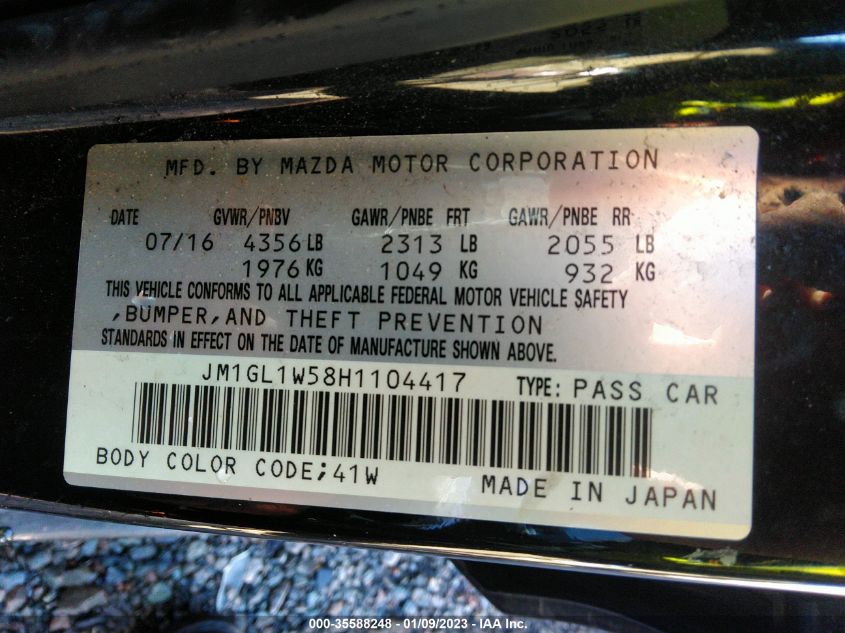 MFD. BY MAZDA MOTOR CORPORATION
DATE GVWR/PNBV GAWR/PNBE FRT GAWR/PNBE RR
07/16 4356 LB 2313 LB 2055 LB
1976 KG 1049 KG 932 KG
THIS VEHICLE CONFORMS TO ALL APPLICABLE FEDERAL MOTOR VEHICLE SAFETY
,BUMPER,AND THEFT PREVENTION
STANDARDS IN EFFECT ON THE DATE OF MANUFACTURE SHOWN ABOVE.
JM1GL1W58H1104417 TYPE: PASS CAR
BODY COLOR CODE;41W
MADE IN JAPAN
000-35588248 - 01/09/2023 - IAA Inc.